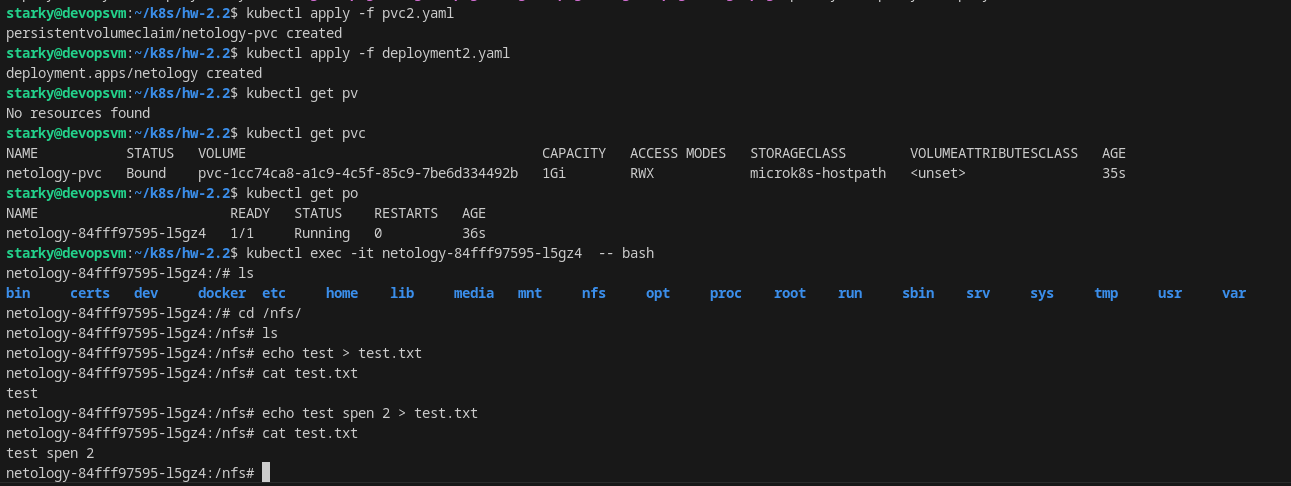 starky@devopsvm:~/k8s/hw-2.2$ kubectl apply -f pvc2.yaml
persistentvolumeclaim/netology-pvc created
starky@devopsvm:~/k8s/hw-2.2$ kubectl apply -f deployment2.yaml
deployment.apps/netology created
starky@devopsvm:~/k8s/hw-2.2$ kubectl get pv
No resources found
starky@devopsvm:~/k8s/hw-2.2$ kubectl get pvc
NAME           STATUS   VOLUME                                     CAPACITY   ACCESS MODES   STORAGECLASS        VOLUMEATTRIBUTESCLASS   AGE
netology-pvc   Bound    pvc-1cc74ca8-a1c9-4c5f-85c9-7be6d334492b   1Gi        RWX            microk8s-hostpath   <unset>                 35s
starky@devopsvm:~/k8s/hw-2.2$ kubectl get po
NAME                        READY   STATUS    RESTARTS   AGE
netology-84fff97595-l5gz4   1/1     Running   0          36s
starky@devopsvm:~/k8s/hw-2.2$ kubectl exec -it netology-84fff97595-l5gz4  -- bash
netology-84fff97595-l5gz4:/# ls
bin     certs   dev     docker  etc     home    lib     media   mnt     nfs     opt     proc    root    run     sbin    srv     sys     tmp     usr     var
netology-84fff97595-l5gz4:/# cd /nfs/
netology-84fff97595-l5gz4:/nfs# ls
netology-84fff97595-l5gz4:/nfs# echo test > test.txt
netology-84fff97595-l5gz4:/nfs# cat test.txt
test
netology-84fff97595-l5gz4:/nfs# echo test spen 2 > test.txt
netology-84fff97595-l5gz4:/nfs# cat test.txt
test spen 2
netology-84fff97595-l5gz4:/nfs#